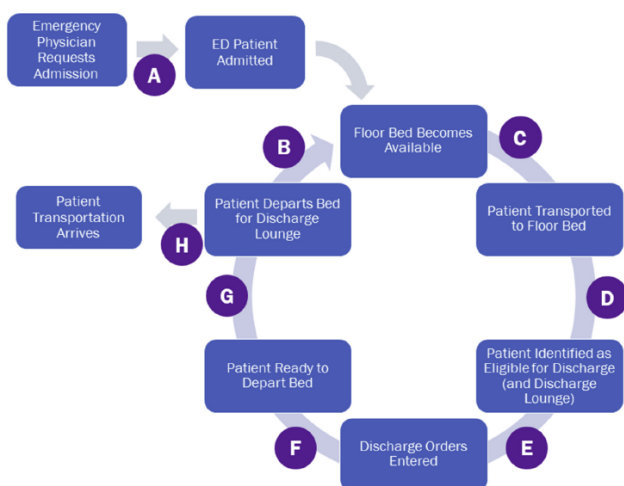 Emergency
Physician
Requests
Admission
A
ED Patient
Admitted
Floor Bed Becomes
Available
B
C
Patient
Transportation
Arrives
H
Patient Departs Bed
for Discharge
Lounge
Patient Transported
to Floor Bed
G
D
Patient Ready to
Depart Bed
Patient Identified as
Eligible for Discharge
(and Discharge
Lounge)
F
Discharge Orders
Entered
E